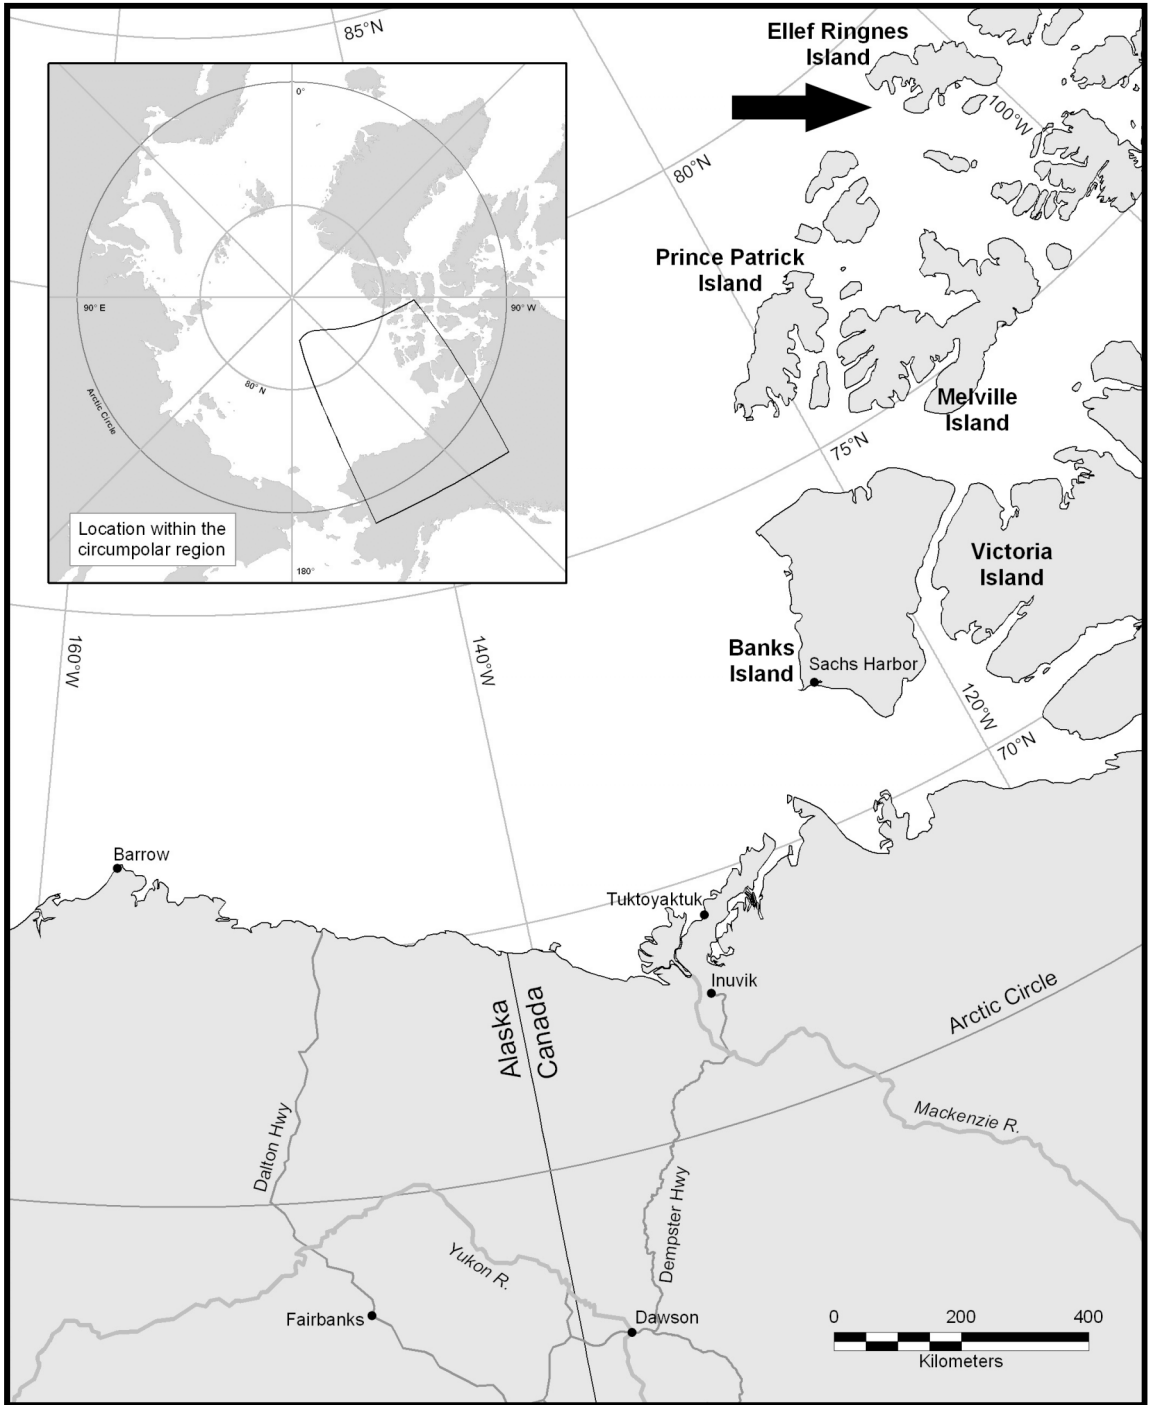 85°N
Ellef Ringnes
Island
100°W
80°N
0°
90° E
90° W
80° N
Arctic Circle
180°
Location within the
circumpolar region
Prince Patrick
Island
Melville
Island
75°N
Victoria
Island
Banks
Island
Sachs Harbor
160°W
140°W
120°W
70°N
Barrow
Tuktoyaktuk
Inuvik
Alaska
Canada
Arctic Circle
Mackenzie R.
Dalton Hwy
Dempster Hwy
Yukon R.
Fairbanks
Dawson
0 200 400
Kilometers